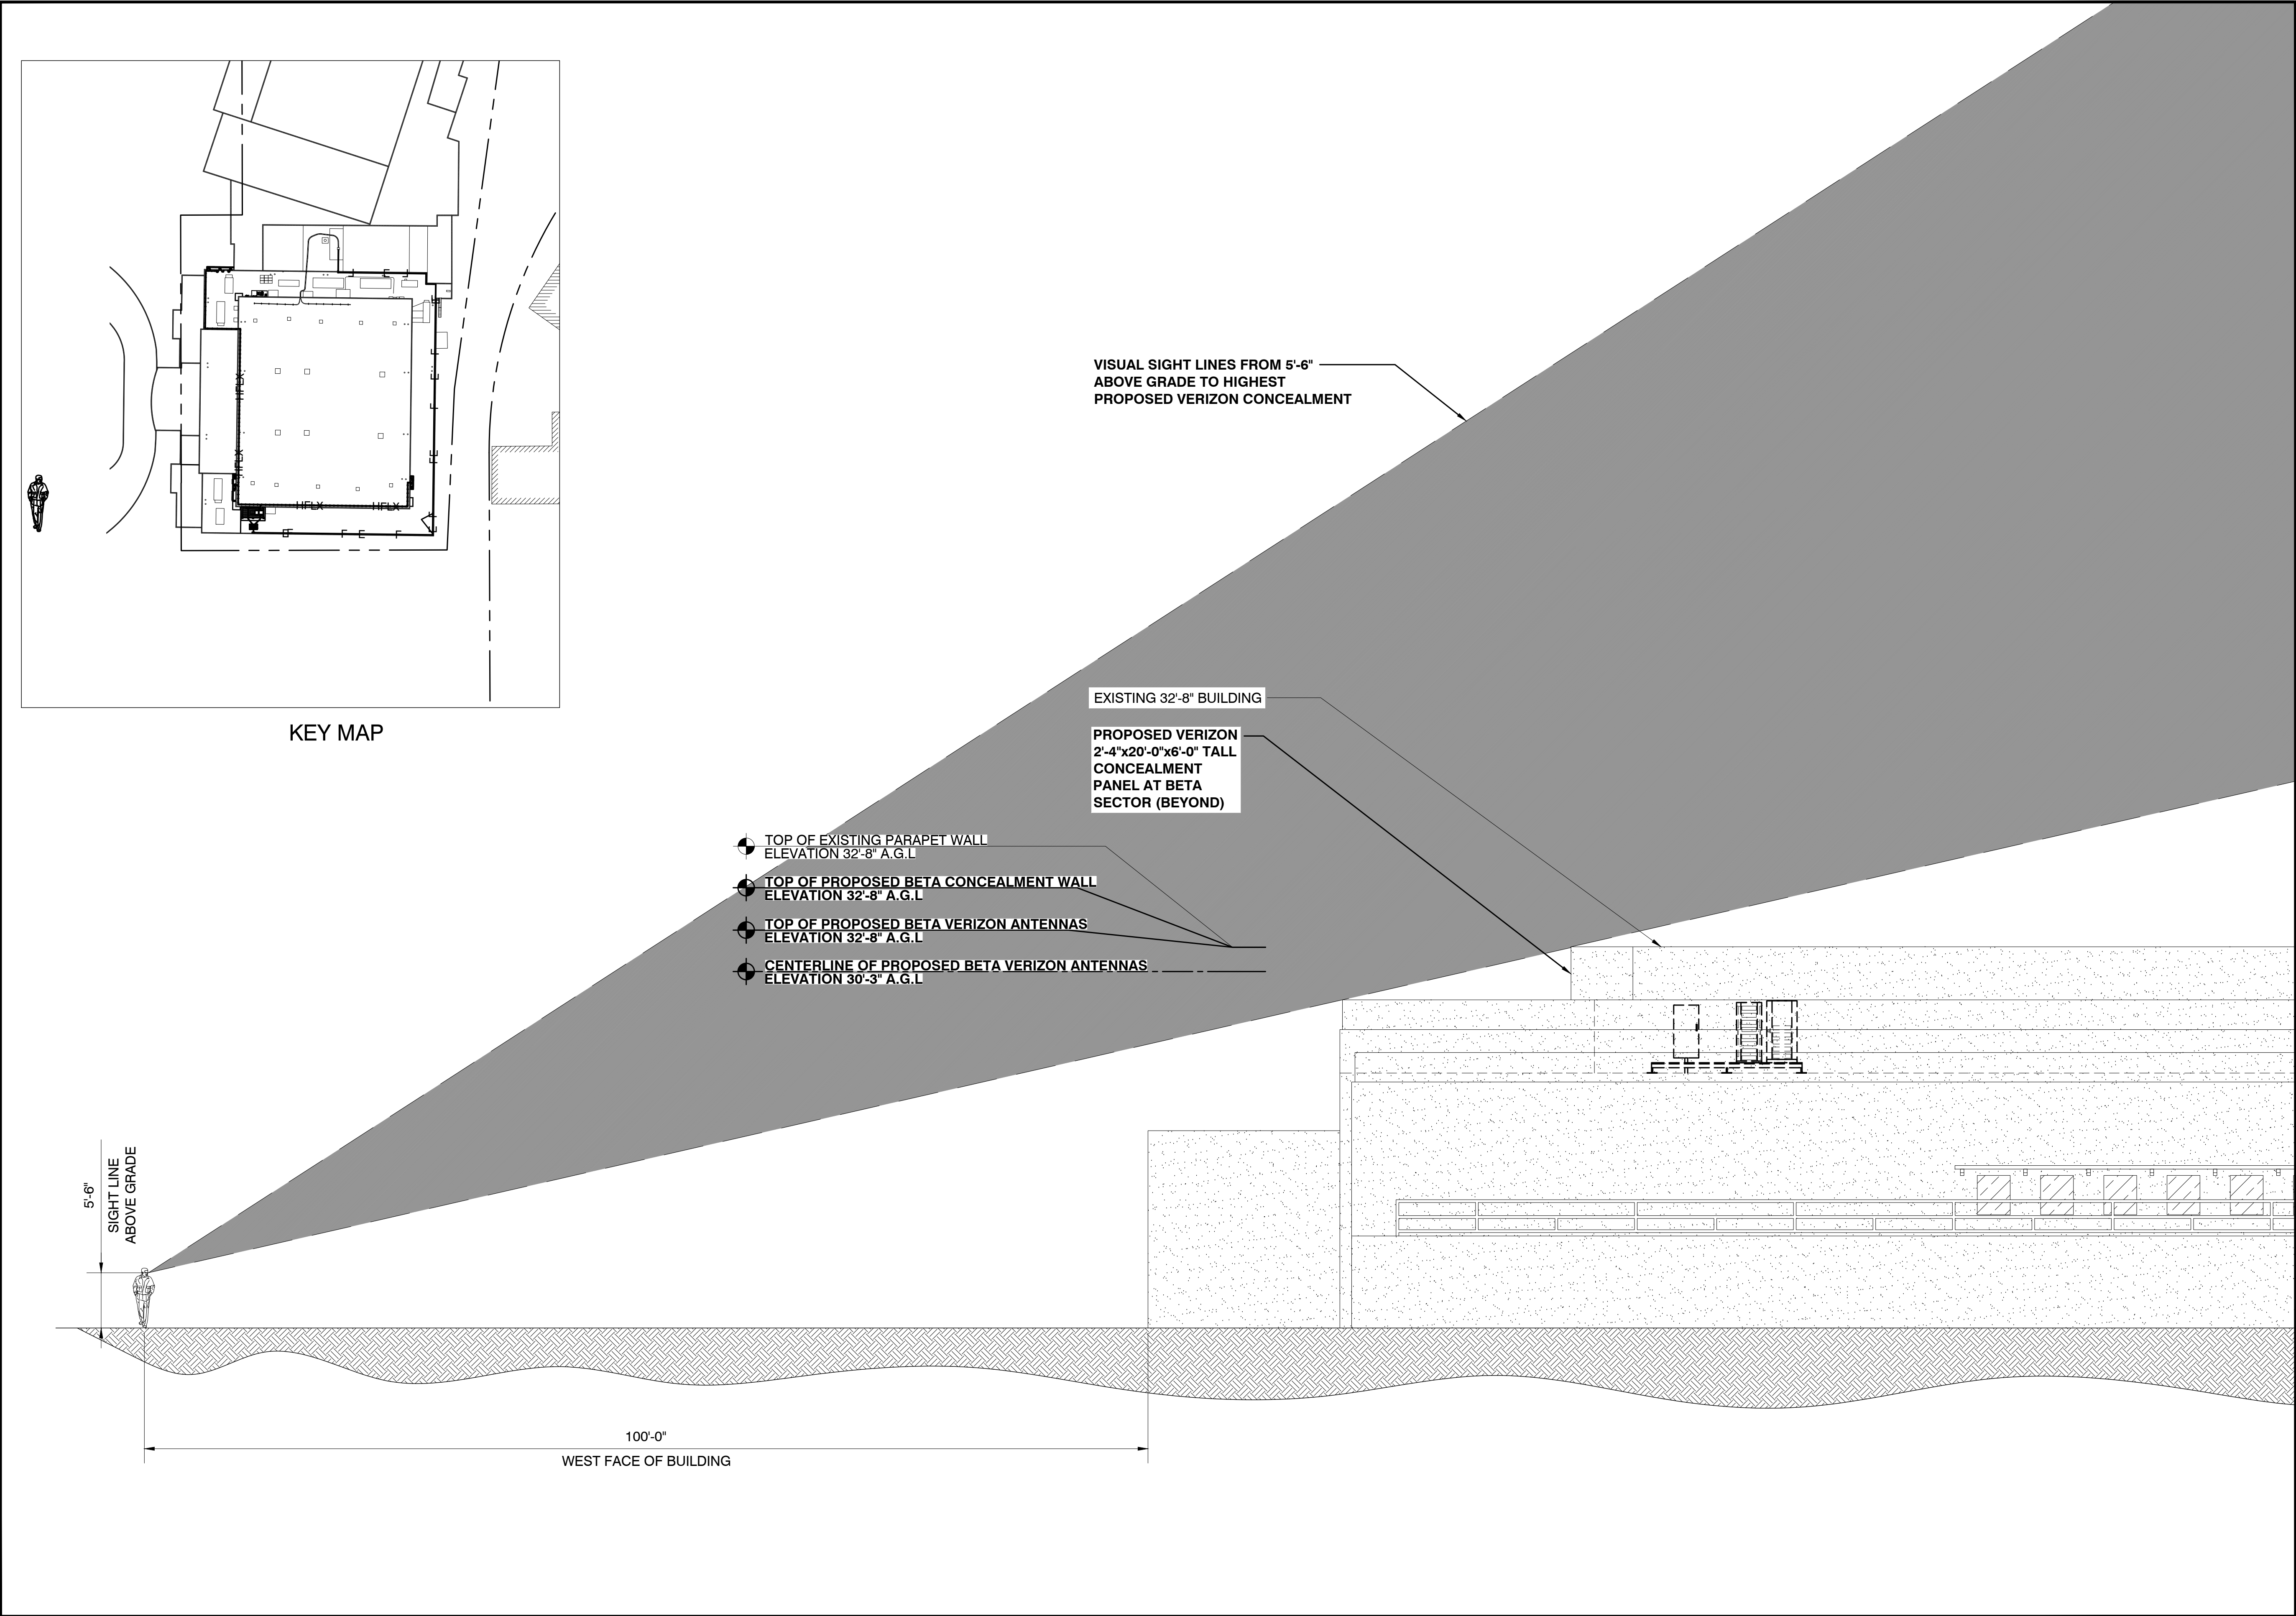 KEY MAP
HFLX
HFLX
HFLX
HFLX
VISUAL SIGHT LINES FROM 5'-6"
ABOVE GRADE TO HIGHEST
PROPOSED VERIZON CONCEALMENT
EXISTING 32'-8" BUILDING
PROPOSED VERIZON
2'-4"x20'-0"x6'-0" TALL
CONCEALMENT
PANEL AT BETA
SECTOR (BEYOND)
TOP OF EXISTING PARAPET WALL
ELEVATION 32'-8" A.G.L
TOP OF PROPOSED BETA CONCEALMENT WALL
ELEVATION 32'-8" A.G.L
TOP OF PROPOSED BETA VERIZON ANTENNAS
ELEVATION 32'-8" A.G.L
CENTERLINE OF PROPOSED BETA VERIZON ANTENNAS
ELEVATION 30'-3" A.G.L
5'-6"
SIGHT LINE
ABOVE GRADE
100'-0"
WEST FACE OF BUILDING